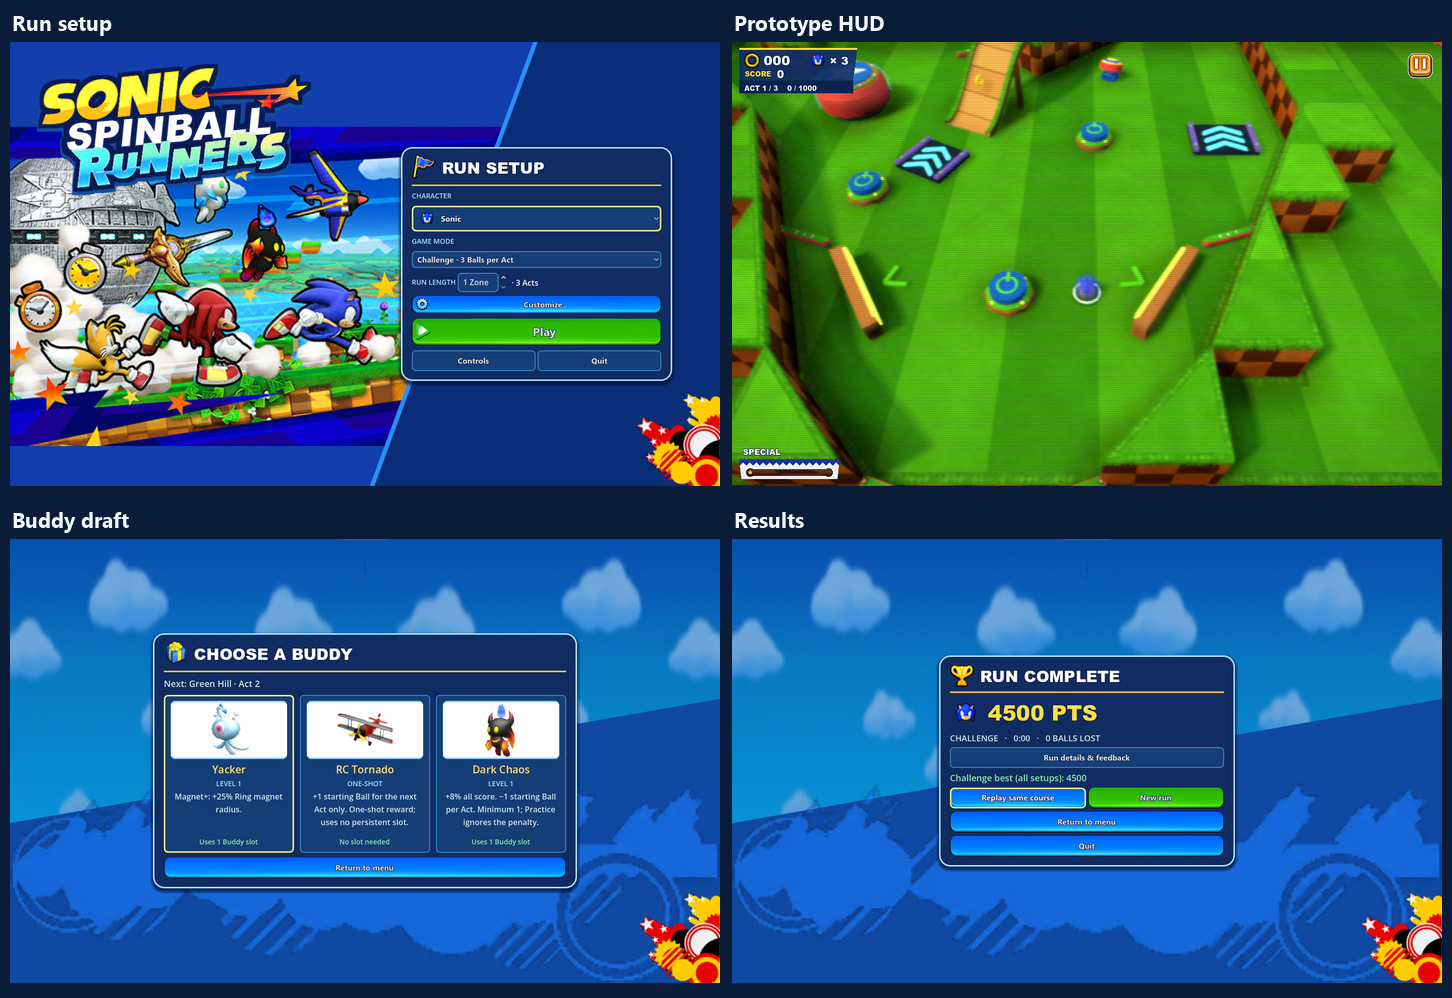 Run setup
SONIC
SPINBALL
RUNNERS
RUN SETUP
CHARACTER
Sonic
GAME MODE
Challenge · 3 Balls per Act
RUN LENGTH 1 Zone · 3 Acts
Customize
Play
Controls Quit
Prototype HUD
000 × 3
SCORE 0
ACT 1 / 3 0 / 1000
SPECIAL
Buddy draft
CHOOSE A BUDDY
Next: Green Hill · Act 2
Yacker
LEVEL 1
Magnet+: +25% Ring magnet
radius.
Uses 1 Buddy slot
RC Tornado
ONE-SHOT
+1 starting Ball for the next
Act only. One-shot reward;
uses no persistent slot.
No slot needed
Dark Chaos
LEVEL 1
+8% all score. −1 starting Ball
per Act. Minimum 1; Practice
ignores the penalty.
Uses 1 Buddy slot
Return to menu
Results
RUN COMPLETE
4500 PTS
CHALLENGE · 0:00 · 0 BALLS LOST
Run details & feedback
Challenge best (all setups): 4500
Replay same course New run
Return to menu
Quit